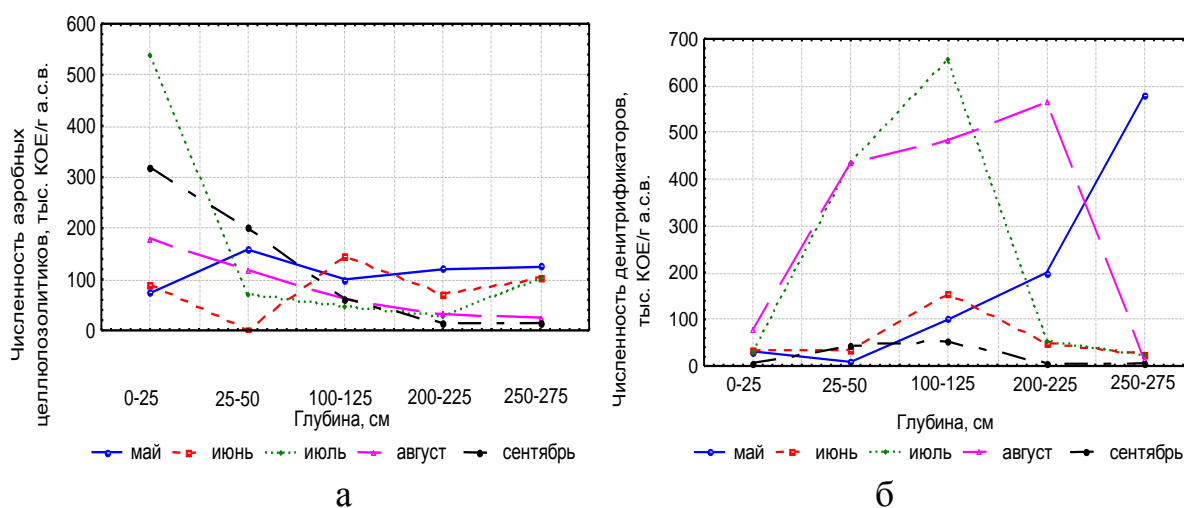 Численность аэробных
целлюлозолитиков, тыс. КОЕ/г а.с.в.
600
500
400
300
200
100
0
0-25 25-50 100-125 200-225 250-275
Глубина, см
май июнь июль август сентябрь
а
Численность денитрификаторов,
тыс. КОЕ/г а.с.в.
700
600
500
400
300
200
100
0
0-25 25-50 100-125 200-225 250-275
Глубина, см
май июнь июль август сентябрь
б